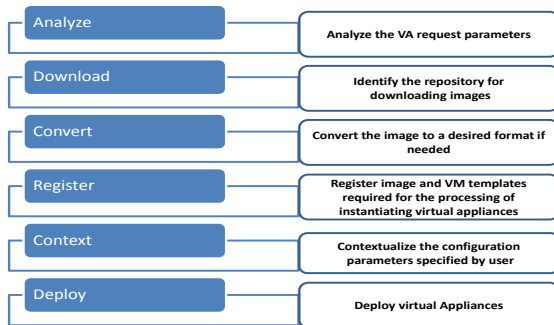 Analyze
Analyze the VA request parameters
Download
Identify the repository for
downloading images
Convert
Convert the image to a desired format if
needed
Register
Register image and VM templates
required for the processing of
instantiating virtual appliances
Context
Contextualize the configuration
parameters specified by user
Deploy
Deploy virtual Appliances